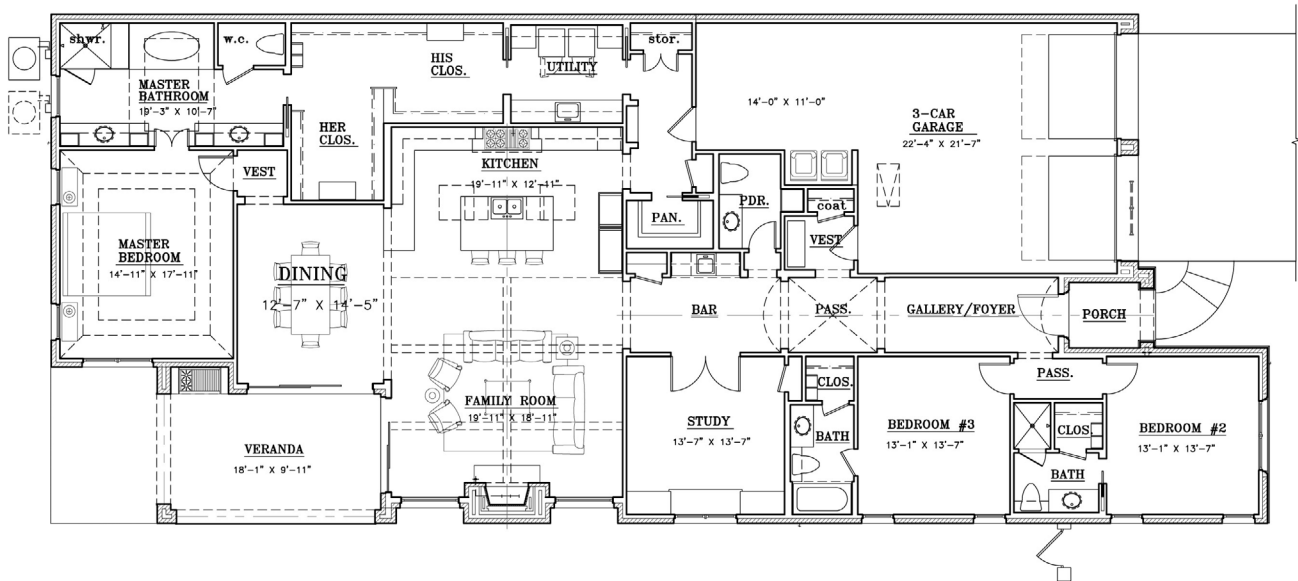 shwr.
w.c.
HIS
CLOS.
UTILITY
stor.
MASTER
BATHROOM
19'-3" X 10'-7"
14'-0" X 11'-0"
3-CAR
GARAGE
22'-4" X 21'-7"
HER
CLOS.
KITCHEN
19'-11" X 12'-11"
VEST
PAN.
PDR.
coat
VEST
MASTER
BEDROOM
14'-11" X 17'-11"
DINING
12'-7" X 14'-5"
BAR
PASS.
GALLERY/FOYER
PORCH
PASS.
CLOS.
FAMILY ROOM
19'-11" X 18'-11"
STUDY
13'-7" X 13'-7"
BATH
BEDROOM #3
13'-1" X 13'-7"
CLOS
BEDROOM #2
13'-1" X 13'-7"
VERANDA
18'-1" X 9'-11"
BATH